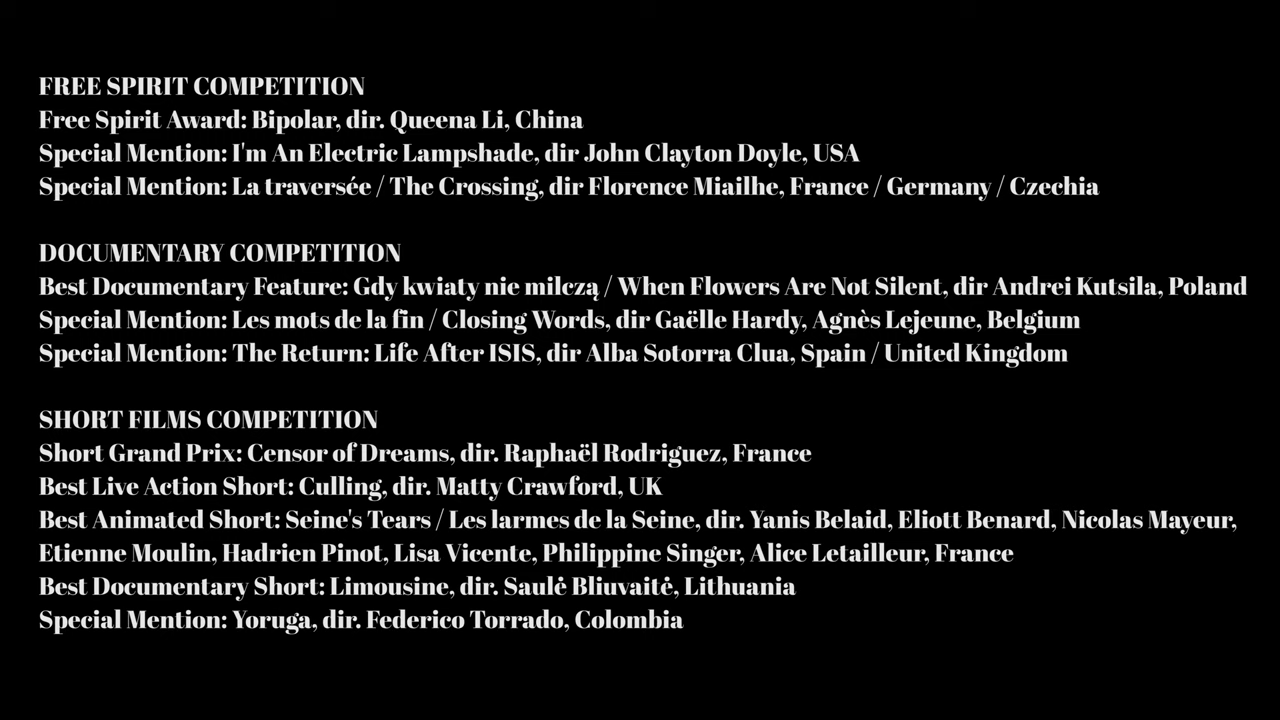 FREE SPIRIT COMPETITION
Free Spirit Award: Bipolar, dir. Queena Li, China
Special Mention: I'm An Electric Lampshade, dir John Clayton Doyle, USA
Special Mention: La traversée / The Crossing, dir Florence Miailhe, France / Germany / Czechia
DOCUMENTARY COMPETITION
Best Documentary Feature: Gdy kwiaty nie milczą / When Flowers Are Not Silent, dir Andrei Kutsila, Poland
Special Mention: Les mots de la fin / Closing Words, dir Gaëlle Hardy, Agnès Lejeune, Belgium
Special Mention: The Return: Life After ISIS, dir Alba Sotorra Clua, Spain / United Kingdom
SHORT FILMS COMPETITION
Short Grand Prix: Censor of Dreams, dir. Raphaël Rodriguez, France
Best Live Action Short: Culling, dir. Matty Crawford, UK
Best Animated Short: Seine's Tears / Les larmes de la Seine, dir. Yanis Belaid, Eliott Benard, Nicolas Mayeur,
Etienne Moulin, Hadrien Pinot, Lisa Vicente, Philippine Singer, Alice Letailleur, France
Best Documentary Short: Limousine, dir. Saulė Bliuvaitė, Lithuania
Special Mention: Yoruga, dir. Federico Torrado, Colombia